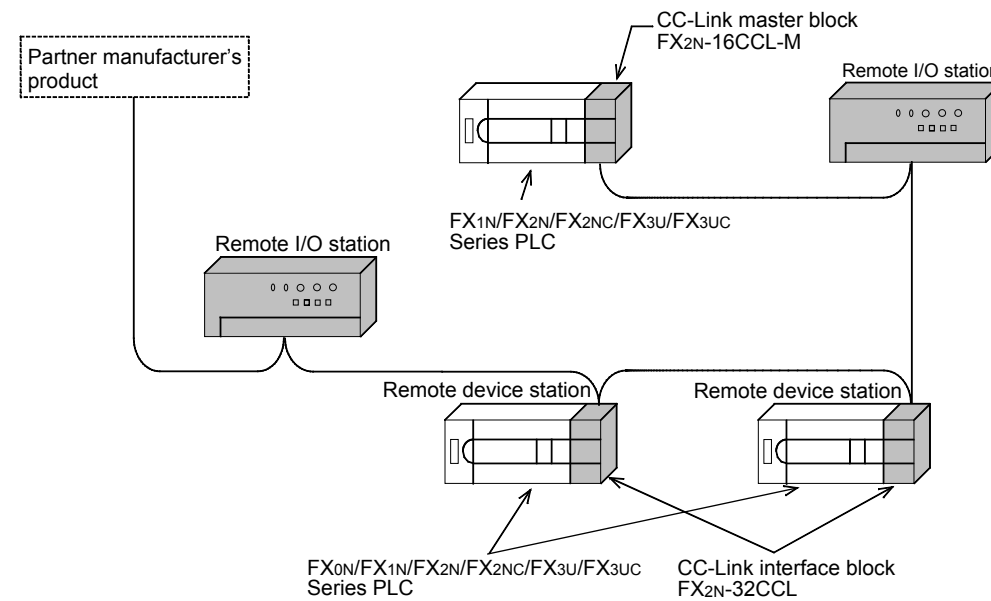 CC-Link master block
FX2N-16CCL-M
Partner manufacturer's
product
Remote I/O station
FX1N/FX2N/FX2NC/FX3U/FX3UC
Series PLC
Remote I/O station
Remote device station
Remote device station
FX0N/FX1N/FX2N/FX2NC/FX3U/FX3UC
Series PLC
CC-Link interface block
FX2N-32CCL